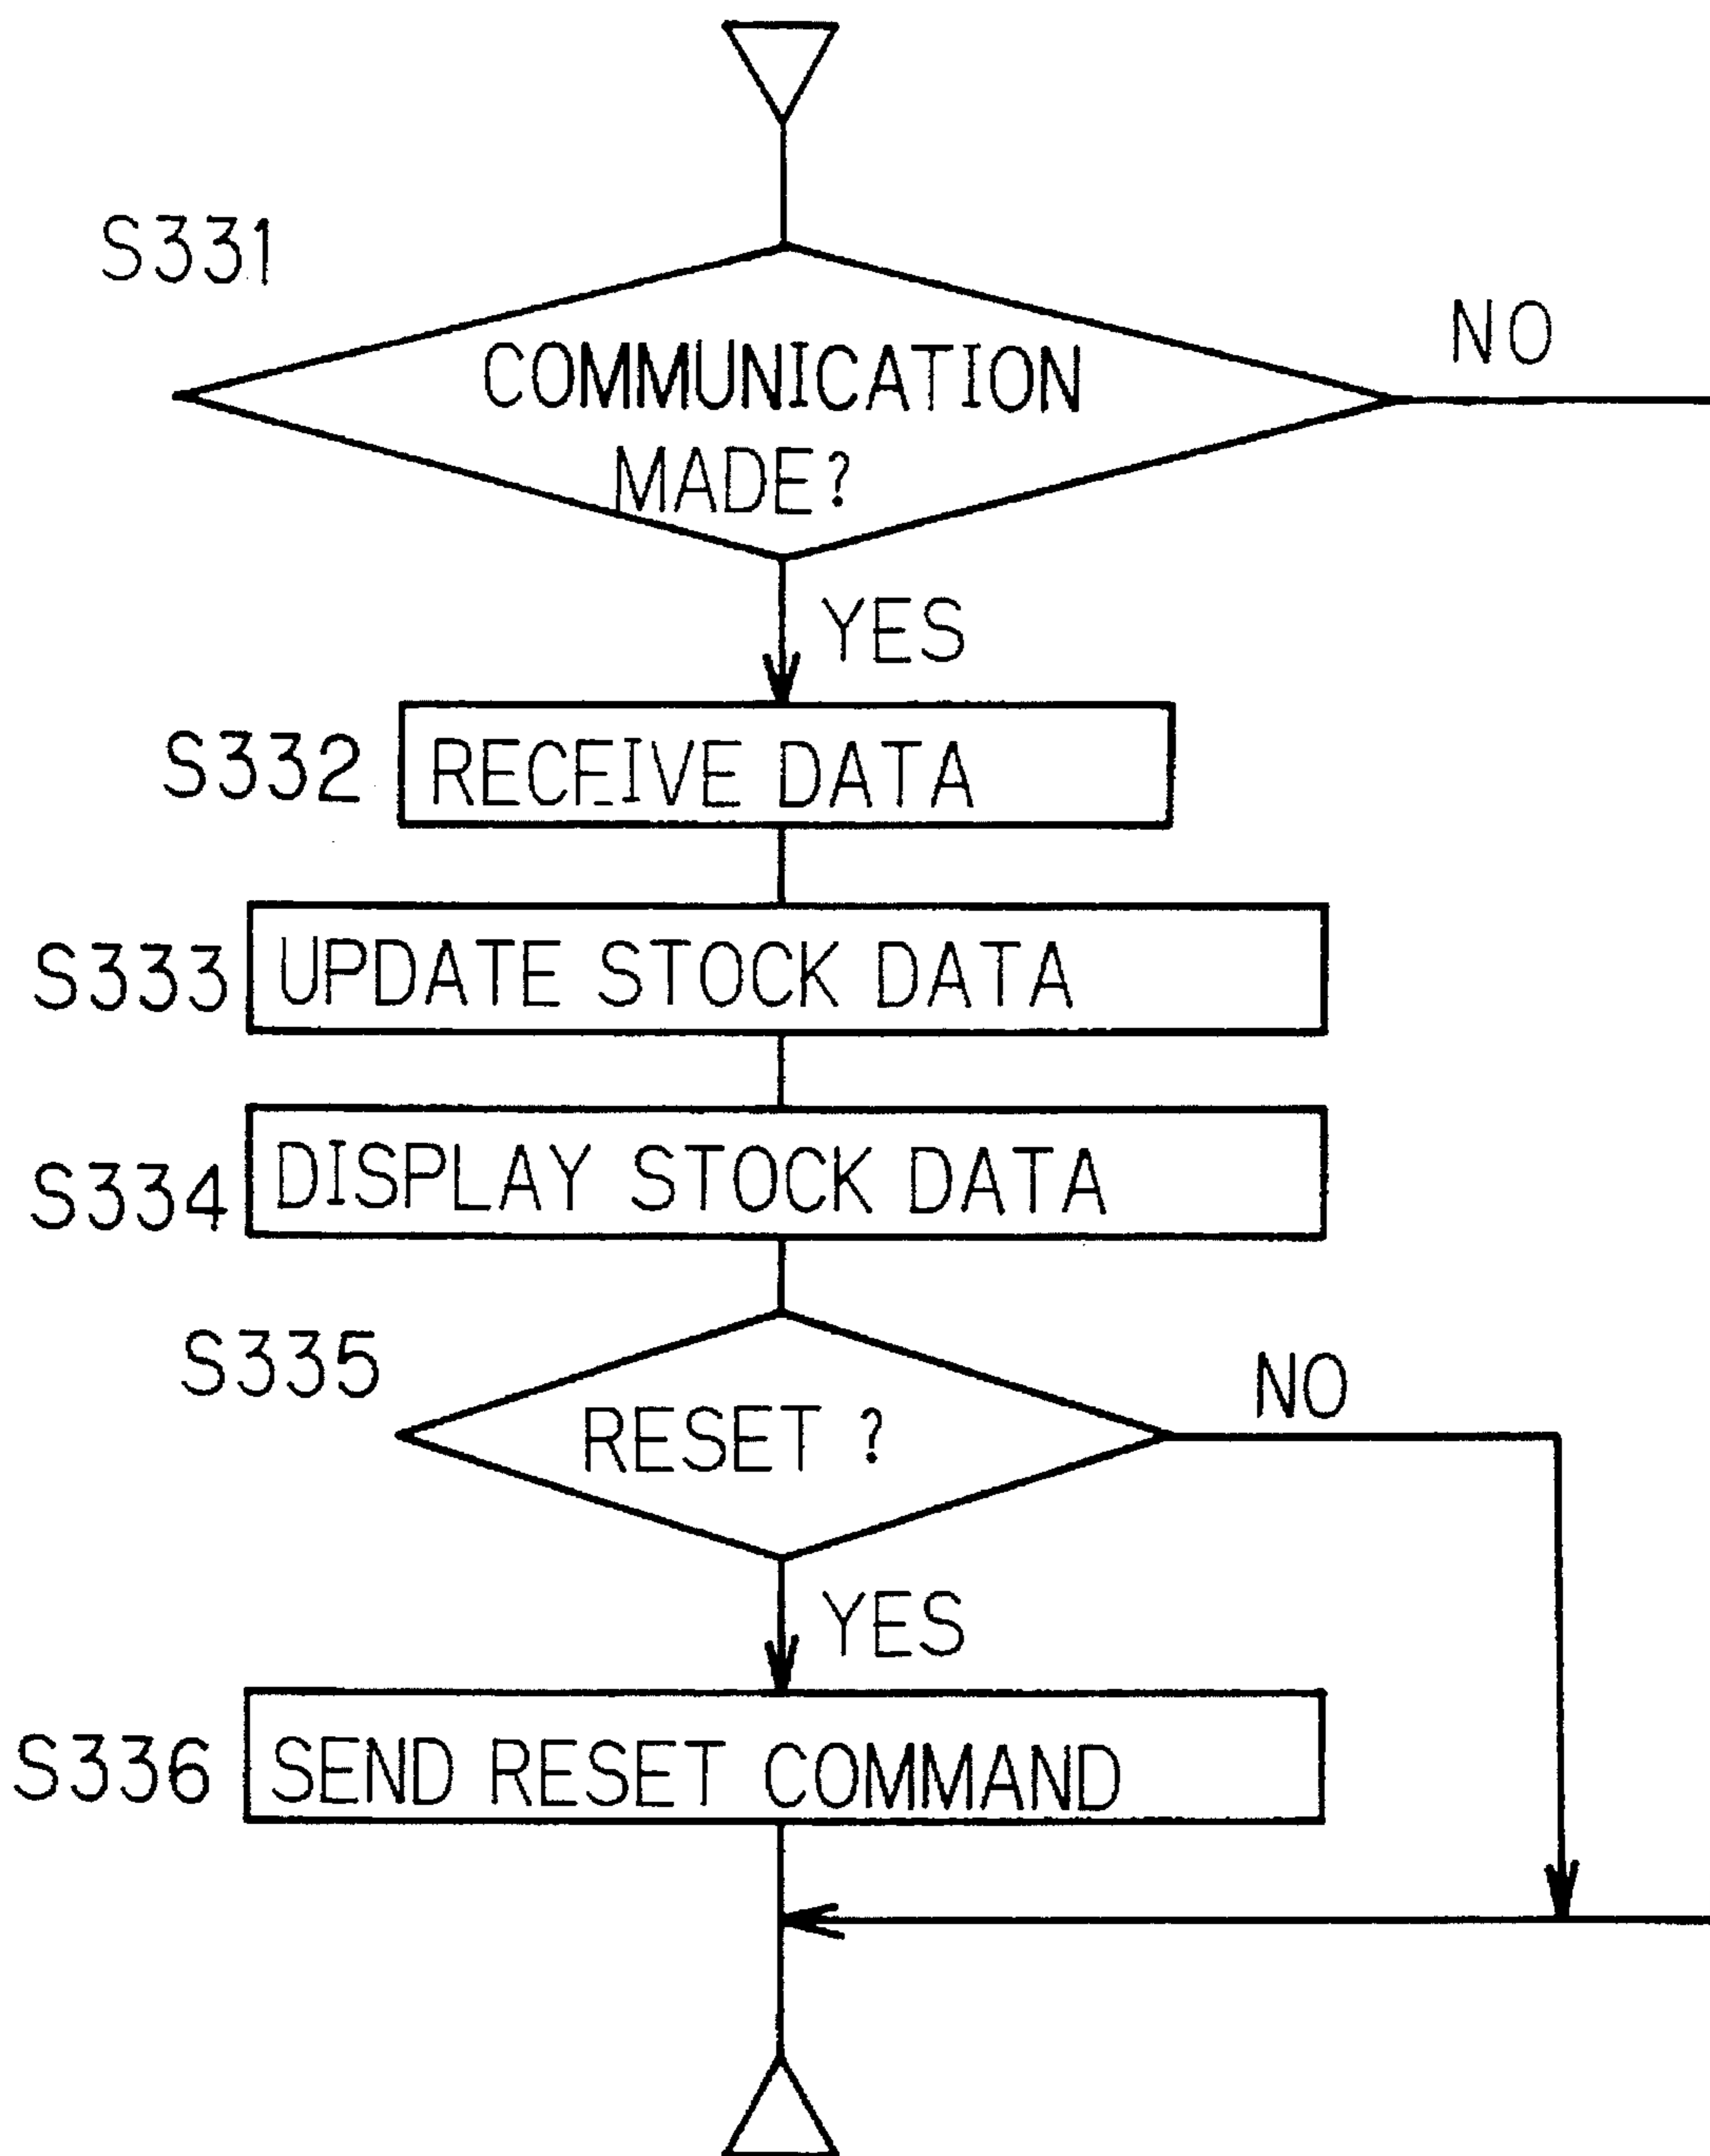 S331
COMMUNICATION
MADE?
NO
YES
S332
RECEIVE DATA
S333
UPDATE STOCK DATA
S334
DISPLAY STOCK DATA
S335
RESET ?
NO
YES
S336
SEND RESET COMMAND